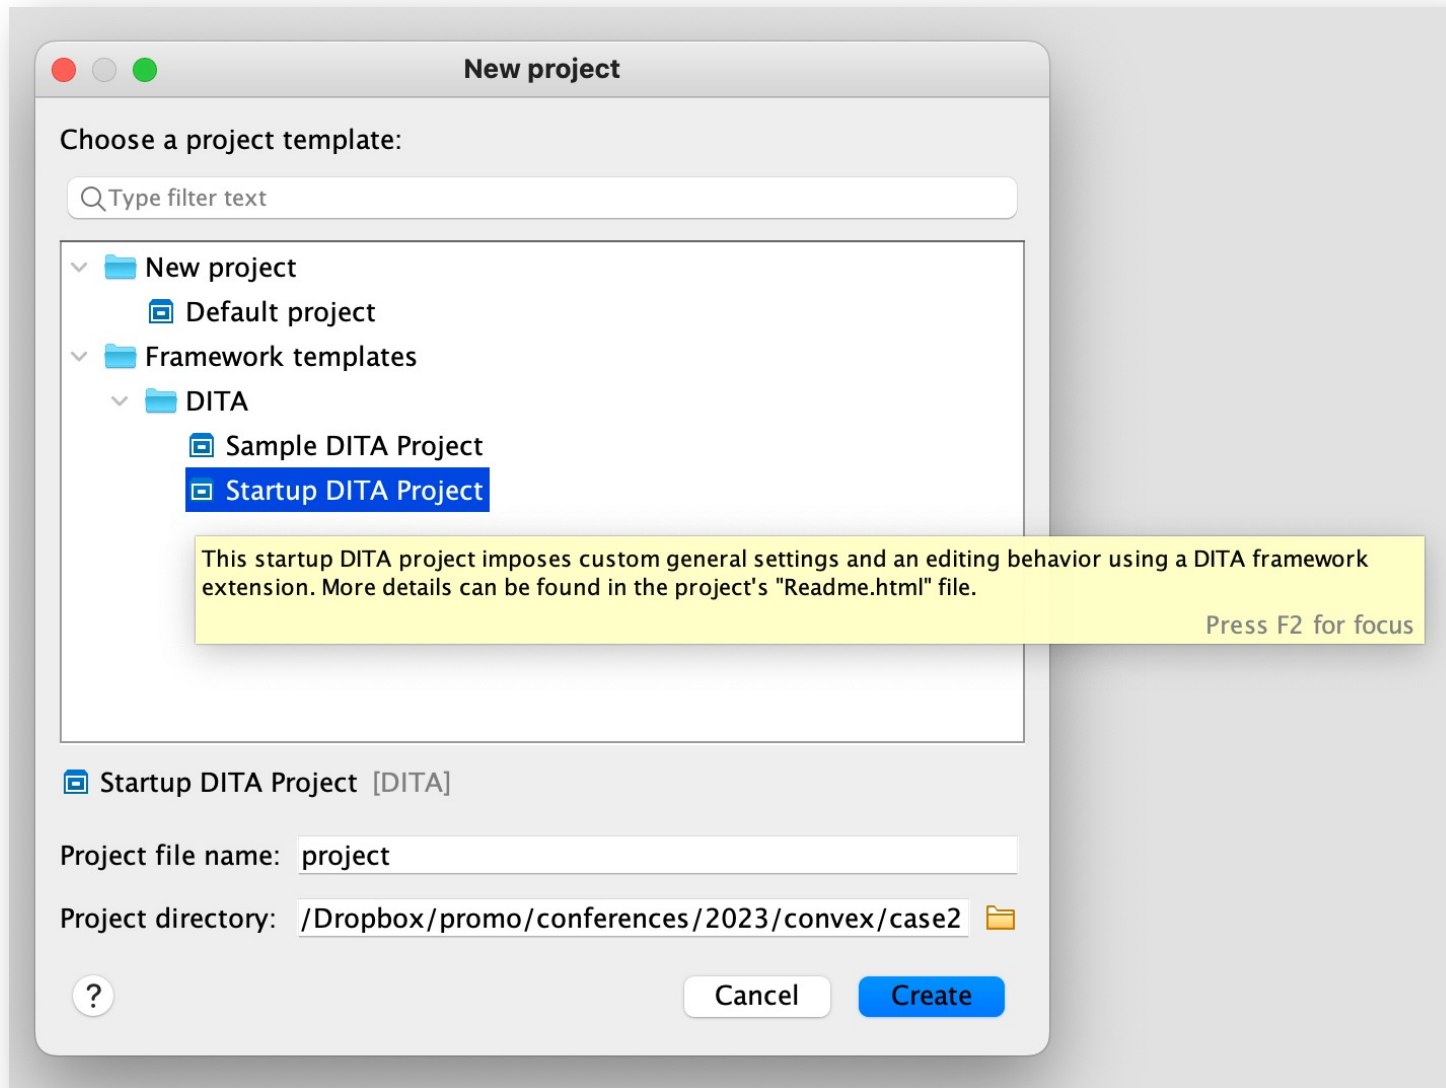 New project
Choose a project template:
Type filter text
New project
Default project
Framework templates
DITA
Sample DITA Project
Startup DITA Project
This startup DITA project imposes custom general settings and an editing behavior using a DITA framework
extension. More details can be found in the project's "Readme.html" file.
Press F2 for focus
Startup DITA Project [DITA]
Project file name: project
Project directory: /Dropbox/promo/conferences/2023/convex/case2
? Cancel Create